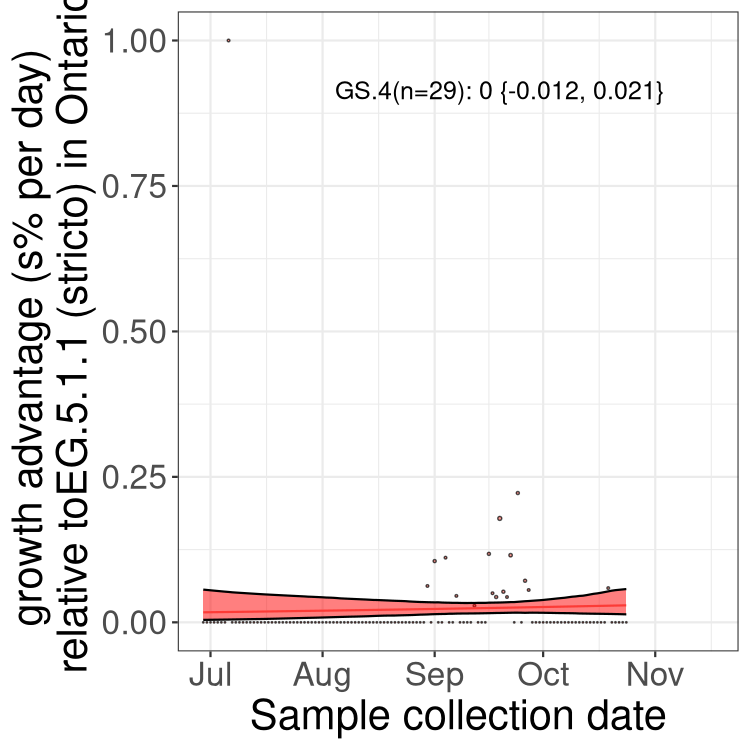 growth advantage (s% per day)
relative toEG.5.1.1 (stricto) in Ontario
1.00
0.75
0.50
0.25
0.00
GS.4(n=29): 0 {-0.012, 0.021}
Jul Aug Sep Oct Nov
Sample collection date